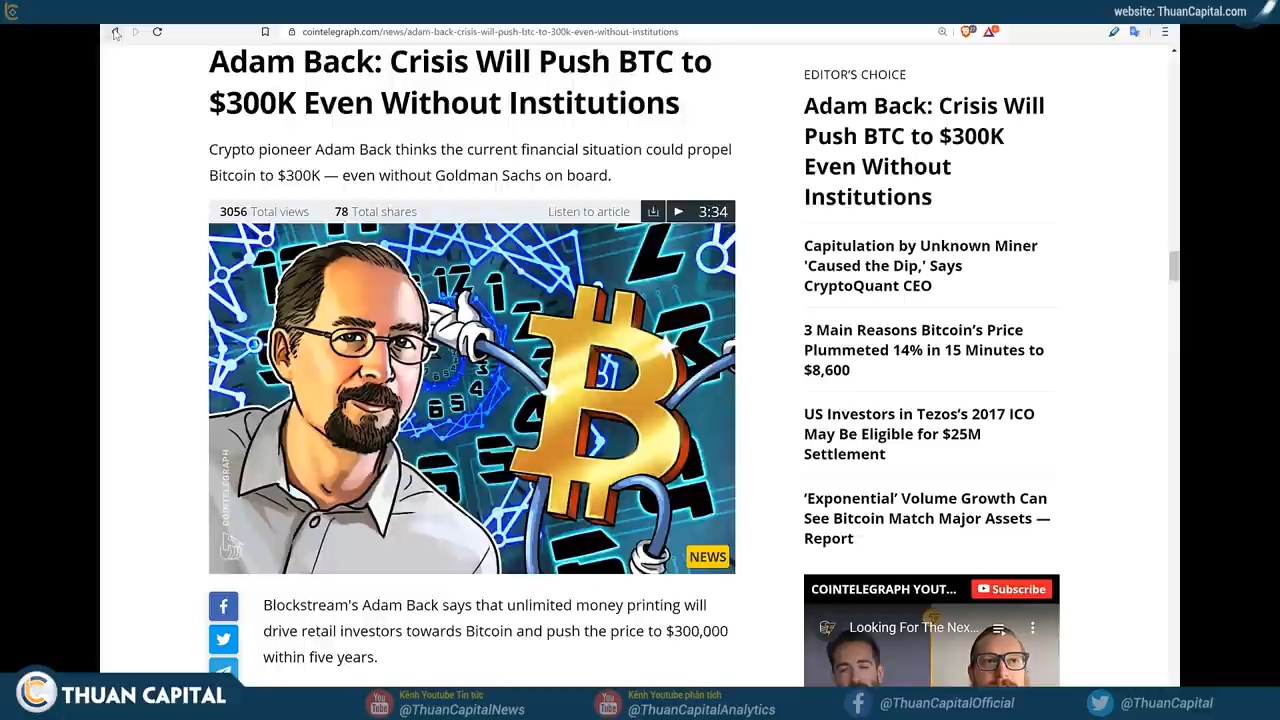 website: ThuanCapital.com
cointelegraph.com/news/adam-back-crisis-will-push-btc-to-300k-even-without-institutions
Adam Back: Crisis Will Push BTC to
$300K Even Without Institutions
Crypto pioneer Adam Back thinks the current financial situation could propel
Bitcoin to $300K — even without Goldman Sachs on board.
3056 Total views 78 Total shares Listen to article 3:34
COINTELEGRAPH
NEWS
Blockstream's Adam Back says that unlimited money printing will
drive retail investors towards Bitcoin and push the price to $300,000
within five years.
EDITOR'S CHOICE
Adam Back: Crisis Will
Push BTC to $300K
Even Without
Institutions
Capitulation by Unknown Miner
'Caused the Dip,' Says
CryptoQuant CEO
3 Main Reasons Bitcoin's Price
Plummeted 14% in 15 Minutes to
$8,600
US Investors in Tezos's 2017 ICO
May Be Eligible for $25M
Settlement
‘Exponential’ Volume Growth Can
See Bitcoin Match Major Assets —
Report
COINTELEGRAPH YOUT... Subscribe
Looking For The Nex...
THUAN CAPITAL
Kênh Youtube Tin tức
@ThuanCapitalNews
Kênh Youtube phân tích
@ThuanCapitalAnalytics
@ThuanCapitalOfficial
@ThuanCapital